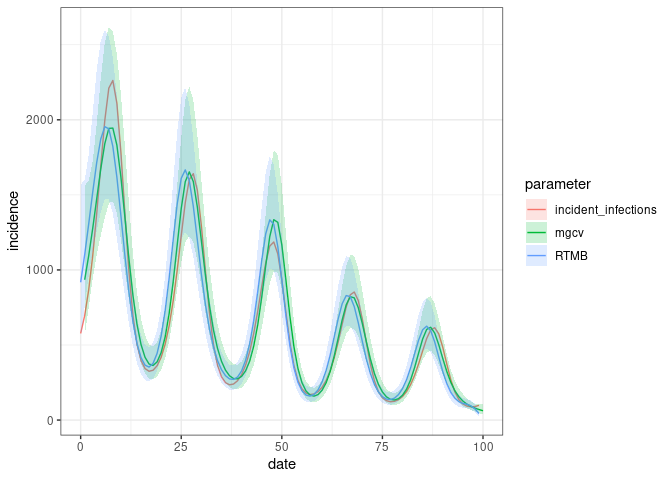 2000
1000
0
incidence
0 25 50 75 100
date
parameter
incident_infections
mgcv
RTMB